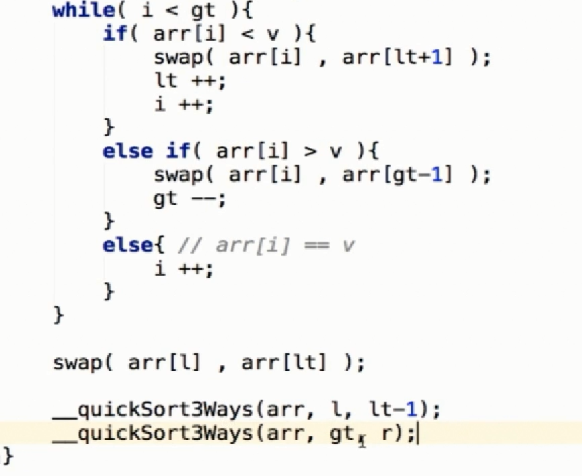 while( i < gt ){
if( arr[i] < v ){
swap( arr[i] , arr[lt+1] );
lt ++;
i ++;
}
else if( arr[i] > v ){
swap( arr[i] , arr[gt-1] );
gt --;
}
else{ // arr[i] == v
i ++;
}
}
swap( arr[l] , arr[lt] );
__quickSort3Ways(arr, l, lt-1);
__quickSort3Ways(arr, gt, r);
}